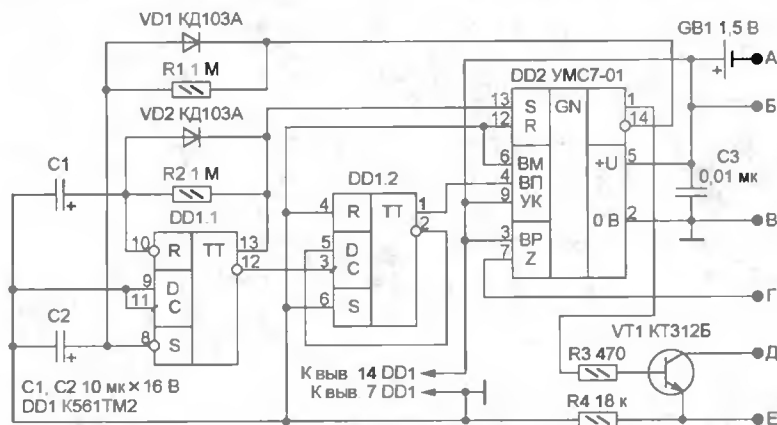 VD1 КД103А
R1 1 М
VD2 КД103А
R2 1 М
C1
C2
DD1.1
10 R ТТ 13
12
9 D
11 C
8 S
C1, C2 10 мк × 16 В
DD1 К561ТМ2
DD1.2
4 R ТТ 1
2
5 D
3 C
6 S
DD2 УМС7-01
13 S GN 1
12 R 14
6 ВМ +U 5
4 ВП
9 УК
3 ВР 0 В 2
7 Z
GB1 1,5 В
+
C3
0,01 мк
К выв 14 DD1
К выв 7 DD1
VT1 КТ312Б
R3 470
R4 18 к
А
Б
В
Г
Д
Е
+
+